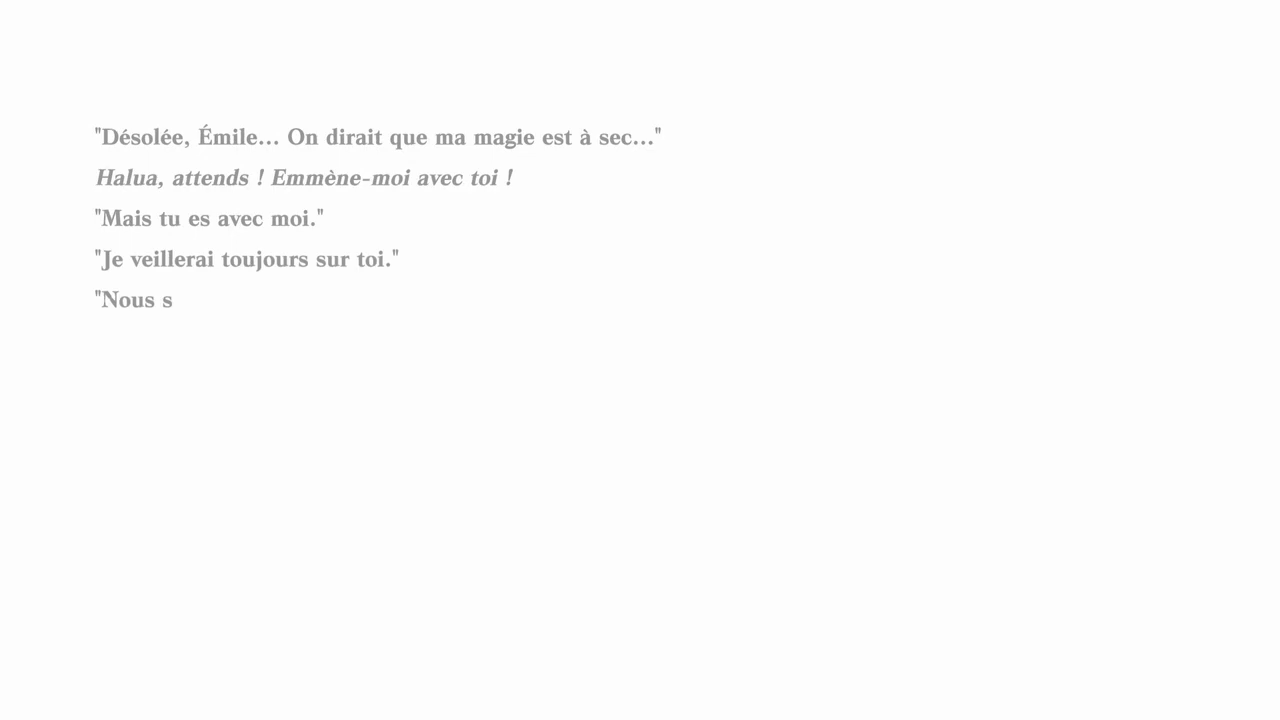 "Désolée, Émile... On dirait que ma magie est à sec..."
Halua, attends ! Emmène-moi avec toi !
"Mais tu es avec moi."
"Je veillerai toujours sur toi."
"Nous s